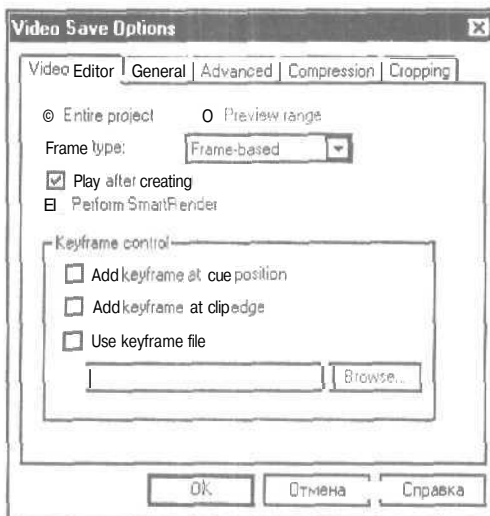 Video Save Options
Video Editor General Advanced Compression Cropping
© Entire project O Preview range
Frame type: Frame-based
Play after creating
El Perform SmartRender
Keyframe control
Add keyframe at cue position
Add keyframe at clip edge
Use keyframe file
Browse...
OK Отмена Справка